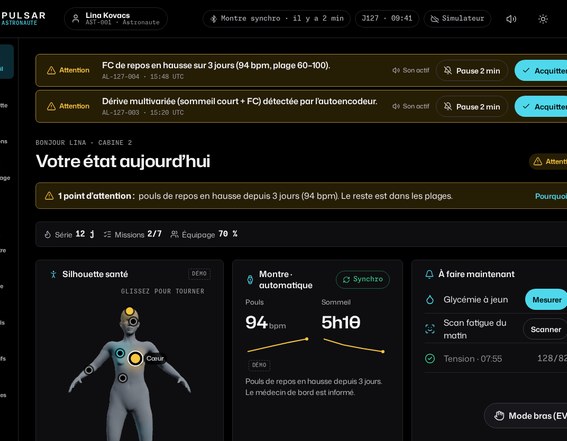 PULSAR
ASTRONAUTE
Lina Kovacs
AST-001 · Astronaute
Montre synchro · il y a 2 min
J127 · 09:41
Simulateur
Attention
FC de repos en hausse sur 3 jours (94 bpm, plage 60–100).
AL-127-004 · 15:48 UTC
Son actif
Pause 2 min
Acquitter
Attention
Dérive multivariée (sommeil court + FC) détectée par l'autoencodeur.
AL-127-003 · 15:20 UTC
Son actif
Pause 2 min
Acquitter
BONJOUR LINA · CABINE 2
Votre état aujourd'hui
Attent
1 point d'attention : pouls de repos en hausse depuis 3 jours (94 bpm). Le reste est dans les plages.
Pourquoi
Série 12 j
Missions 2/7
Équipage 70 %
Silhouette santé
DÉMO
GLISSEZ POUR TOURNER
Cœur
Montre · automatique
Synchro
Pouls
Sommeil
94 bpm
5h10
DÉMO
Pouls de repos en hausse depuis 3 jours.
Le médecin de bord est informé.
À faire maintenant
Glycémie à jeun
Mesurer
Scan fatigue du matin
Scanner
Tension · 07:55
128/82
Mode bras (EV